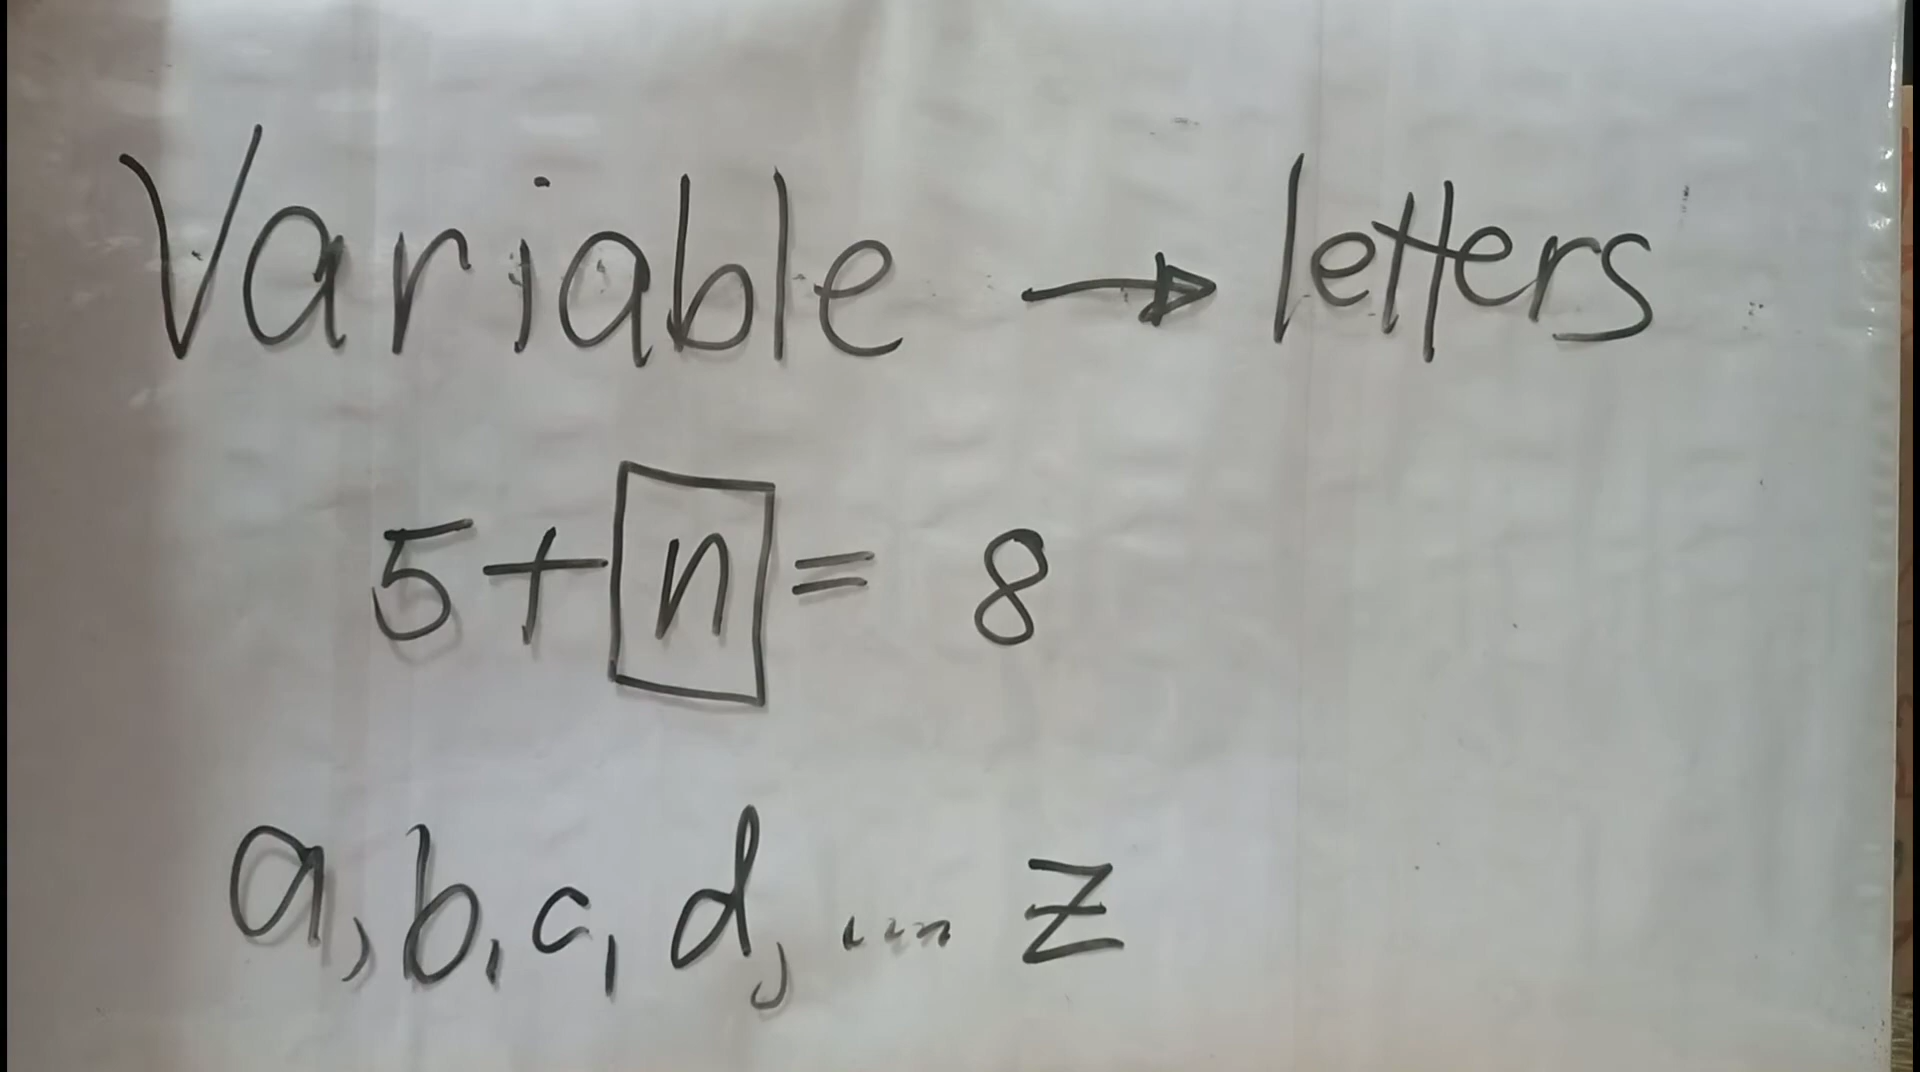 Variable → letters
5 + n = 8
a, b, c, d, .... z